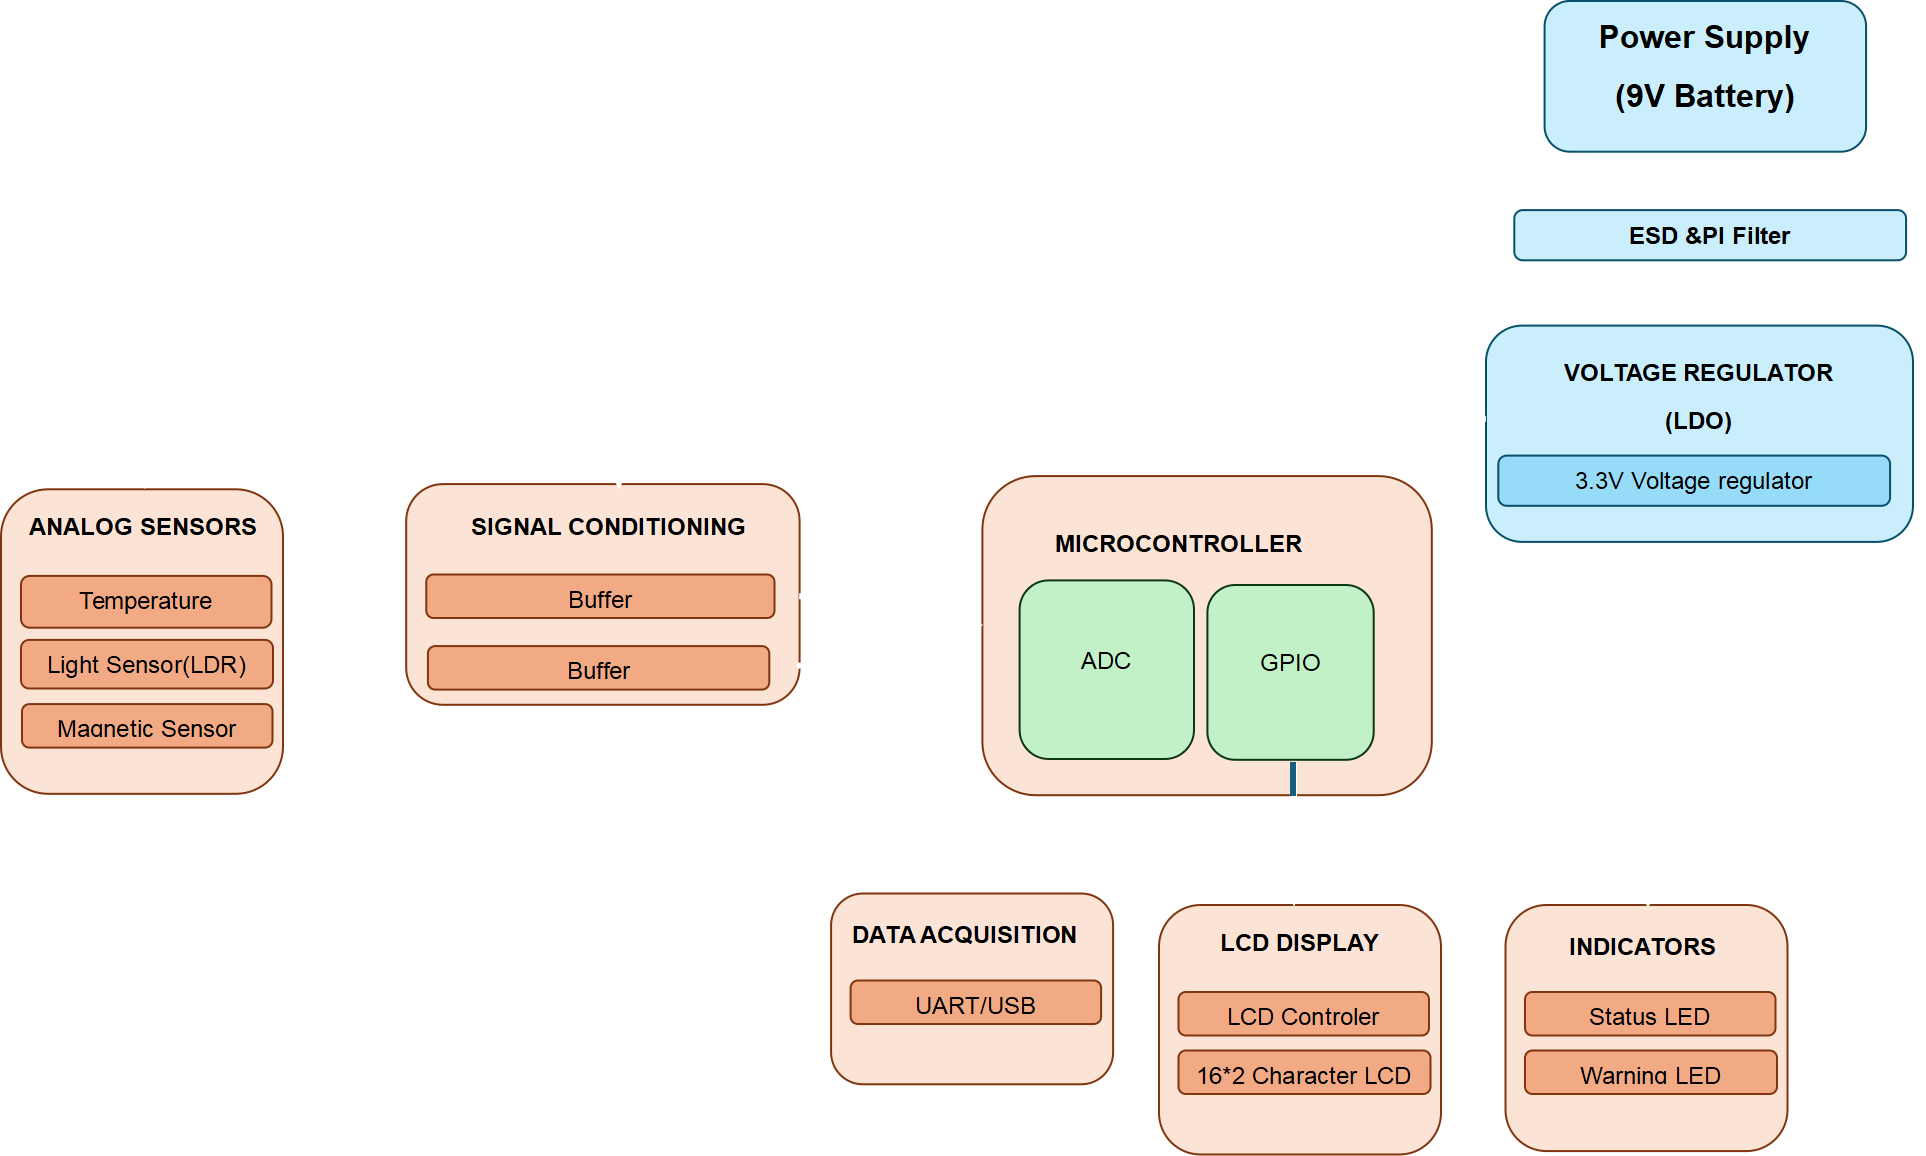 Power Supply
(9V Battery)
ESD &PI Filter
VOLTAGE REGULATOR
(LDO)
3.3V Voltage regulator
ANALOG SENSORS
Temperature
Light Sensor(LDR)
Magnetic Sensor
SIGNAL CONDITIONING
Buffer
Buffer
MICROCONTROLLER
ADC
GPIO
DATA ACQUISITION
UART/USB
LCD DISPLAY
LCD Controler
16*2 Character LCD
INDICATORS
Status LED
Warning LED